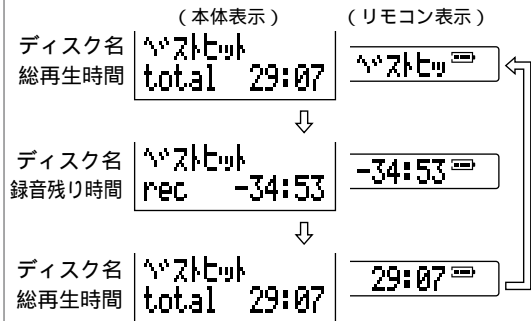 （本体表示）　（リモコン表示）
ディスク名
総再生時間
ベストヒット
total 29:07
ベストヒッ
ディスク名
録音残り時間
ベストヒット
rec -34:53
-34:53
ディスク名
総再生時間
ベストヒット
total 29:07
29:07